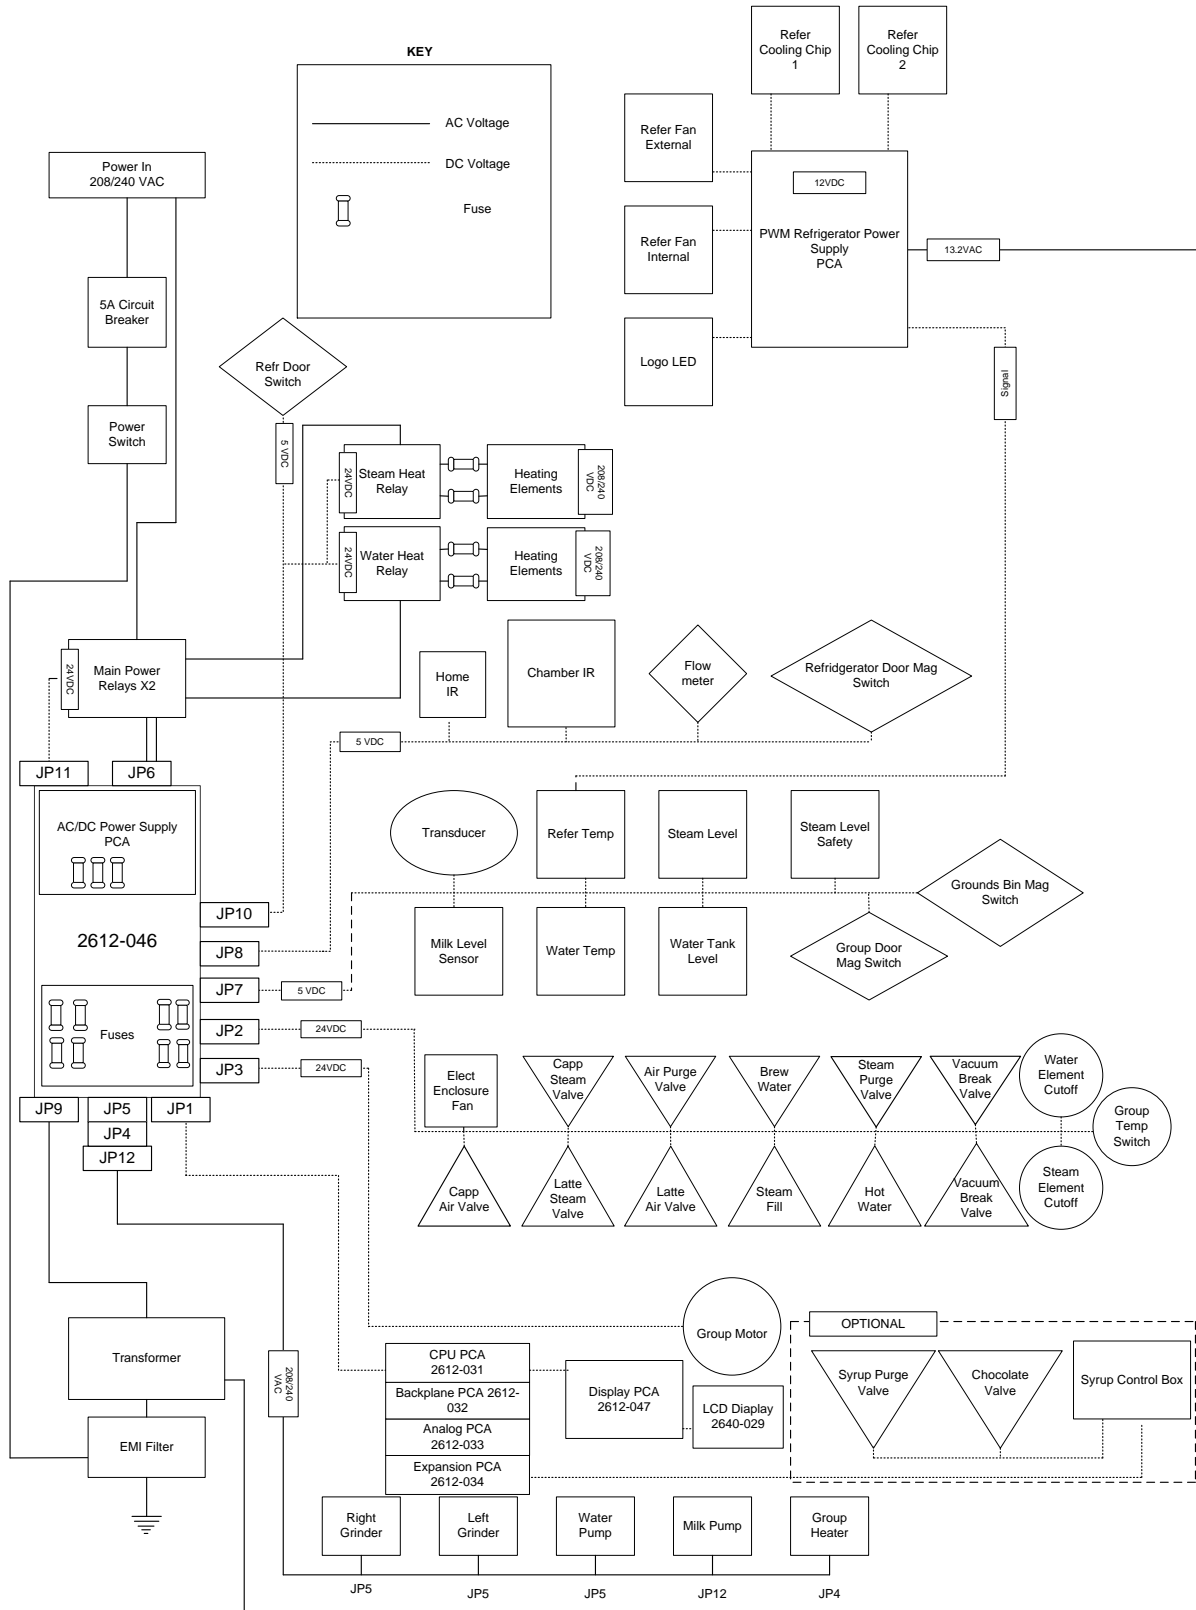 Refer
Cooling Chip
1
Refer
Cooling Chip
2
KEY
AC Voltage
DC Voltage
Fuse
Refer Fan
External
Power In
208/240 VAC
12VDC
PWM Refrigerator Power
Supply
PCA
13.2VAC
Refer Fan
Internal
5A Circuit
Breaker
Logo LED
Refr Door
Switch
Signal
Power
Switch
5 VDC
24VDC
Steam Heat
Relay
Heating
Elements
208/240
VDC
24VDC
Water Heat
Relay
Heating
Elements
208/240
VDC
24VDC
Main Power
Relays X2
Home
IR
Chamber IR
Flow
meter
Refridgerator Door Mag
Switch
5 VDC
JP11
JP6
AC/DC Power Supply
PCA
Transducer
Refer Temp
Steam Level
Steam Level
Safety
Grounds Bin Mag
Switch
JP10
2612-046
JP8
Milk Level
Sensor
Water Temp
Water Tank
Level
Group Door
Mag Switch
JP7
5 VDC
Fuses
JP2
24VDC
JP3
24VDC
Elect
Enclosure
Fan
Capp
Steam
Valve
Air Purge
Valve
Brew
Water
Steam
Purge
Valve
Vacuum
Break
Valve
Water
Element
Cutoff
Group
Temp
Switch
JP9
JP5
JP1
JP4
JP12
Capp
Air Valve
Latte
Steam
Valve
Latte
Air Valve
Steam
Fill
Hot
Water
Vacuum
Break
Valve
Steam
Element
Cutoff
Group Motor
OPTIONAL
Transformer
208/240
VAC
CPU PCA
2612-031
Backplane PCA 2612-
032
Analog PCA
2612-033
Expansion PCA
2612-034
Display PCA
2612-047
LCD Diaplay
2640-029
Syrup Purge
Valve
Chocolate
Valve
Syrup Control Box
EMI Filter
Right
Grinder
Left
Grinder
Water
Pump
Milk Pump
Group
Heater
JP5
JP5
JP5
JP12
JP4